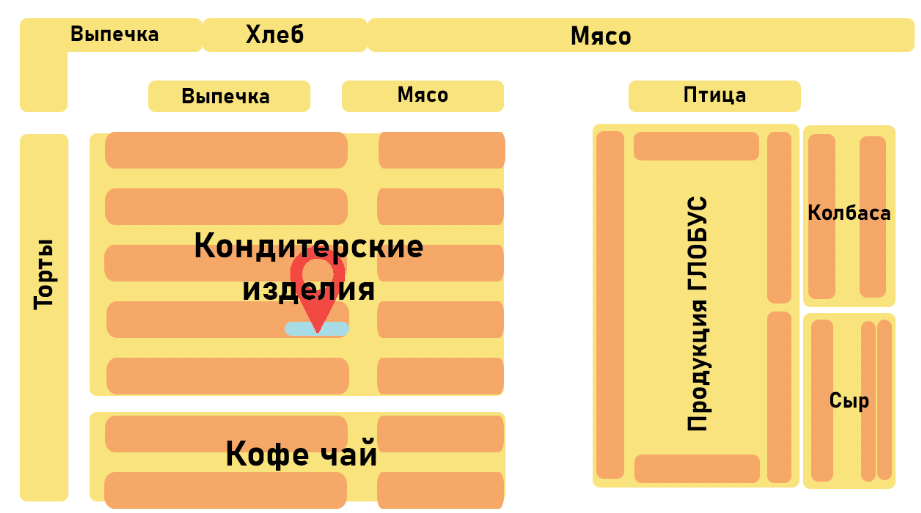 Выпечка
Хлеб
Мясо
Выпечка
Мясо
Птица
Торты
Кондитерские
изделия
Кофе чай
Продукция ГЛОБУС
Колбаса
Сыр